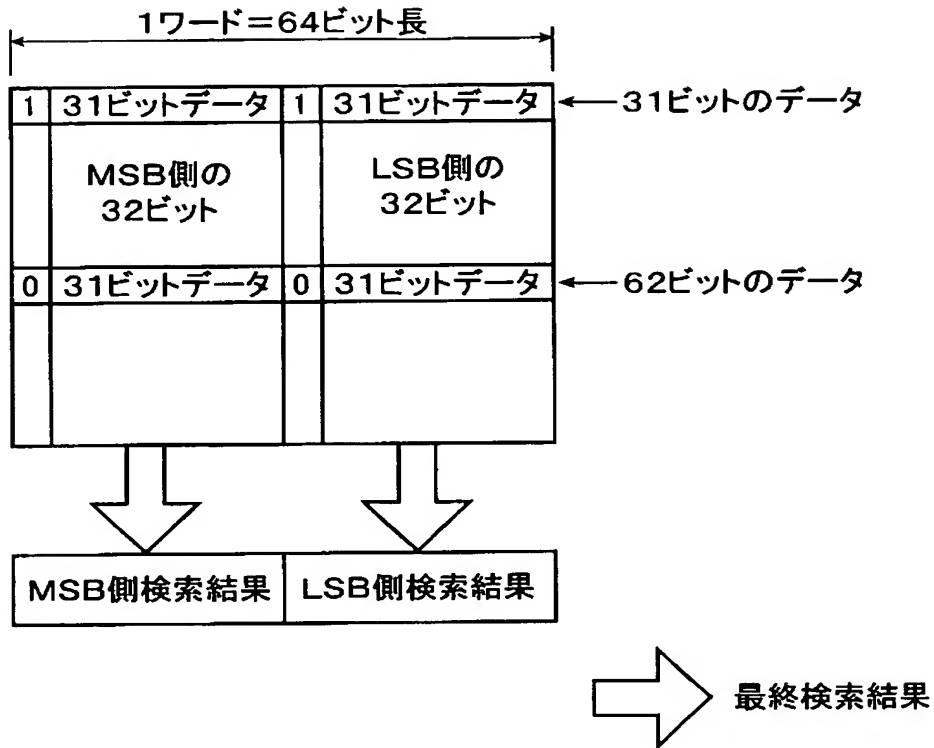 1ワード＝64ビット長
1 31ビットデータ 1 31ビットデータ 31ビットのデータ
MSB側の
32ビット
LSB側の
32ビット
0 31ビットデータ 0 31ビットデータ 62ビットのデータ
MSB側検索結果 LSB側検索結果
最終検索結果